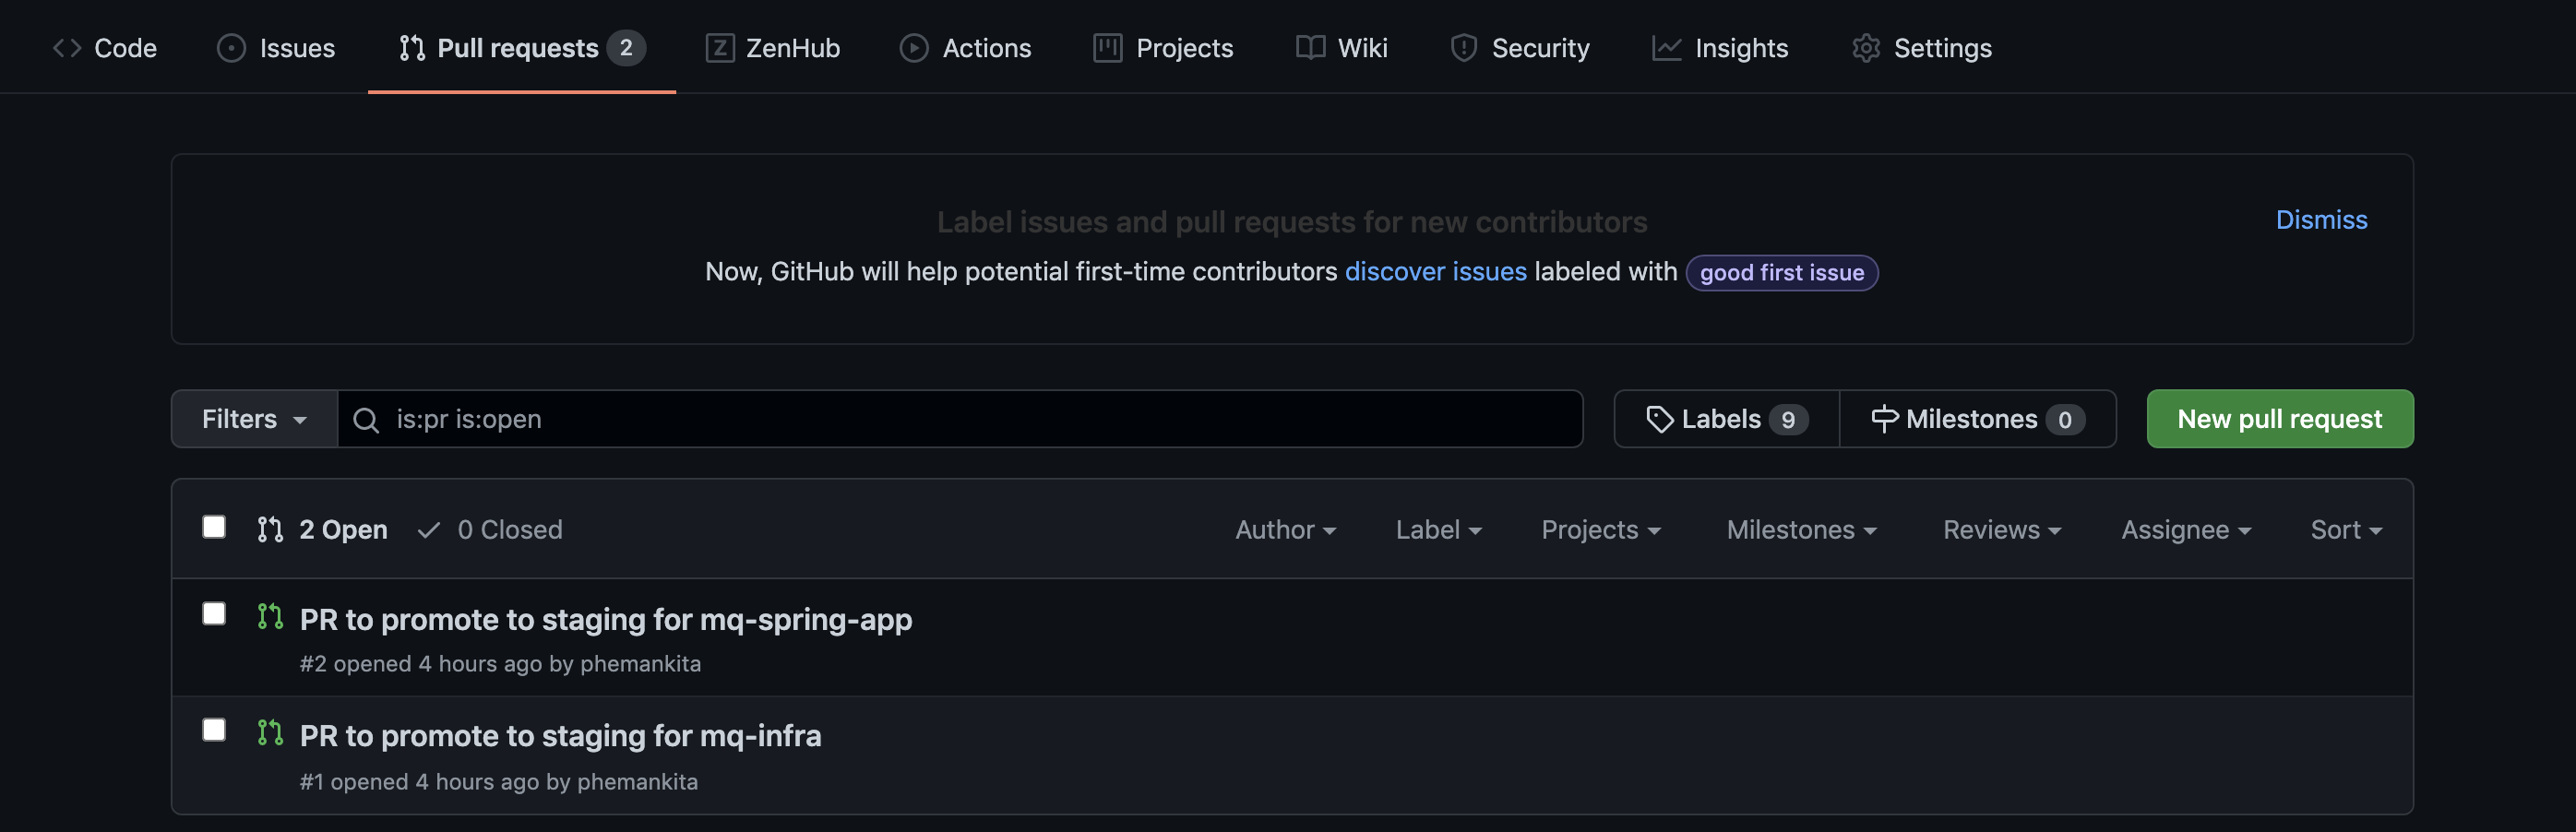 Code Issues Pull requests 2 ZenHub Actions Projects Wiki Security Insights Settings
Label issues and pull requests for new contributors
Dismiss
Now, GitHub will help potential first-time contributors discover issues labeled with good first issue
Filters is:pr is:open Labels 9 Milestones 0 New pull request
2 Open 0 Closed Author Label Projects Milestones Reviews Assignee Sort
PR to promote to staging for mq-spring-app
#2 opened 4 hours ago by phemankita
PR to promote to staging for mq-infra
#1 opened 4 hours ago by phemankita